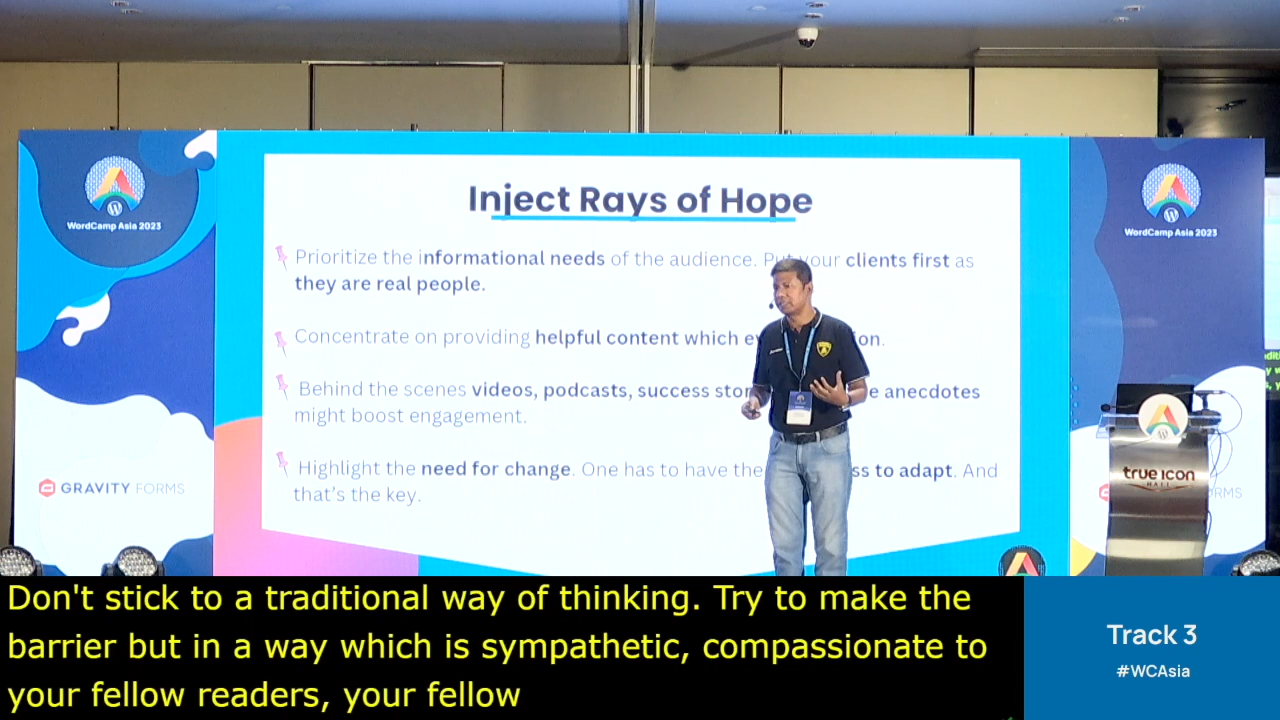 WordCamp Asia 2023
GRAVITY FORMS
Inject Rays of Hope
Prioritize the informational needs of the audience. Put your clients first as
they are real people.
Concentrate on providing helpful content which
Behind the scenes videos, podcasts, success anecdotes
might boost engagement.
Highlight the need for change. One has to have the to adapt. And
that's the key.
WordCamp Asia 2023
true icon
HALL
FORMS
Don't stick to a traditional way of thinking. Try to make the
barrier but in a way which is sympathetic, compassionate to
your fellow readers, your fellow
Track 3
#WCAsia